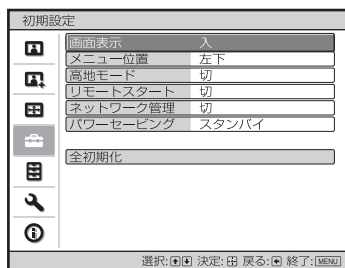 初期設定
画面表示 入
メニュー位置 左下
高地モード 切
リモートスタート 切
ネットワーク管理 切
パワーセービング スタンバイ
全初期化
選択: 決定: 戻る: 終了:MENU